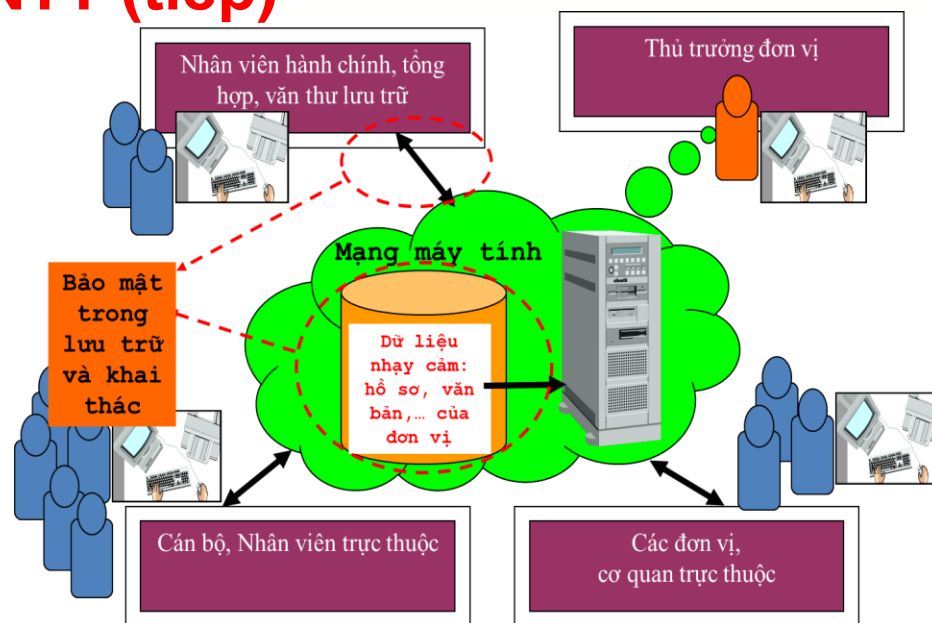 (tiếp)
Nhân viên hành chính, tổng
hợp, văn thư lưu trữ
Thủ trưởng đơn vị
Mạng máy tính
Bảo mật
trong
lưu trữ
và khai
thác
Dữ liệu
nhạy cảm:
hồ sơ, văn
bản,… của
đơn vị
Cán bộ, Nhân viên trực thuộc
Các đơn vị,
cơ quan trực thuộc